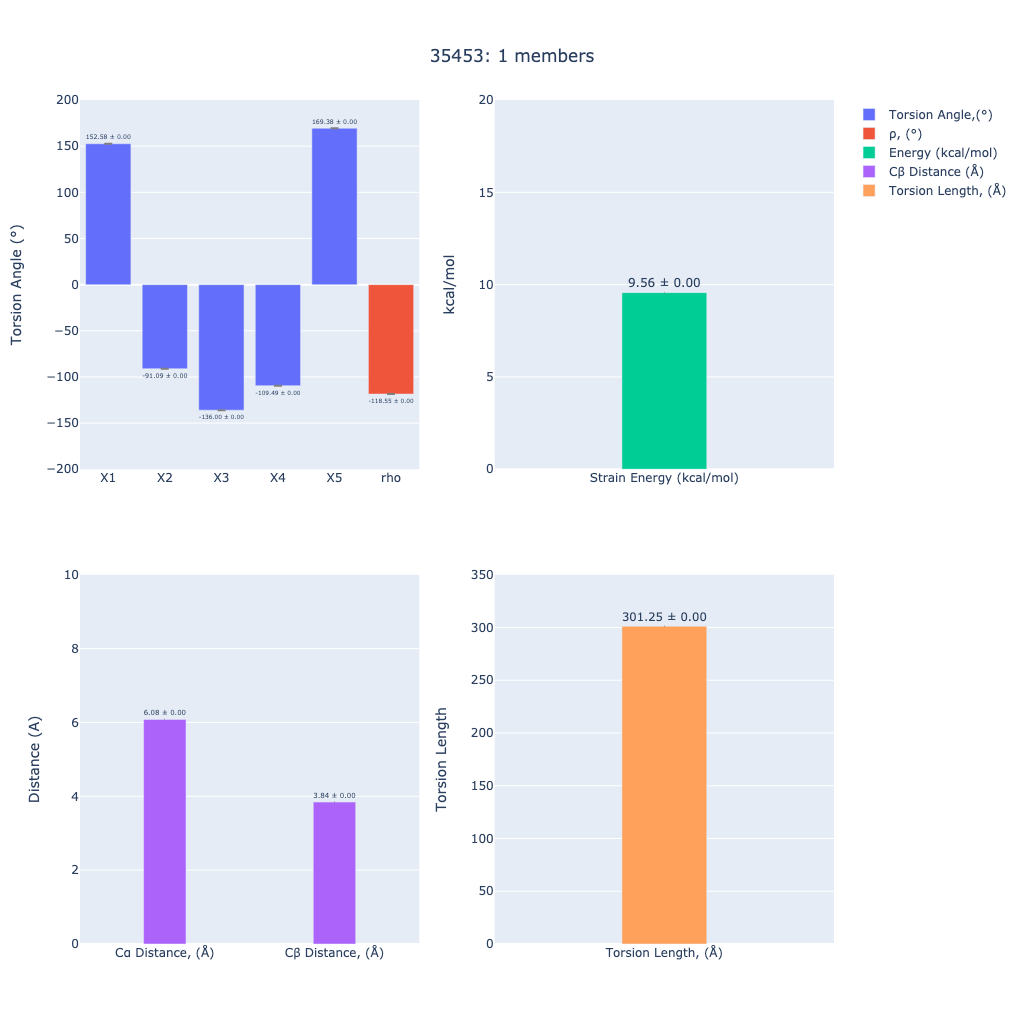 35453: 1 members
200
150
100
50
0
−50
−100
−150
−200
Torsion Angle (°)
152.58 ± 0.00
-91.09 ± 0.00
-136.00 ± 0.00
-109.49 ± 0.00
169.38 ± 0.00
-118.55 ± 0.00
X1 X2 X3 X4 X5 rho
20
15
10
5
0
kcal/mol
9.56 ± 0.00
Strain Energy (kcal/mol)
Torsion Angle,(°)
ρ, (°)
Energy (kcal/mol)
Cβ Distance (Å)
Torsion Length, (Å)
10
8
6
4
2
0
Distance (A)
6.08 ± 0.00
3.84 ± 0.00
Cα Distance, (Å) Cβ Distance, (Å)
350
300
250
200
150
100
50
0
Torsion Length
301.25 ± 0.00
Torsion Length, (Å)